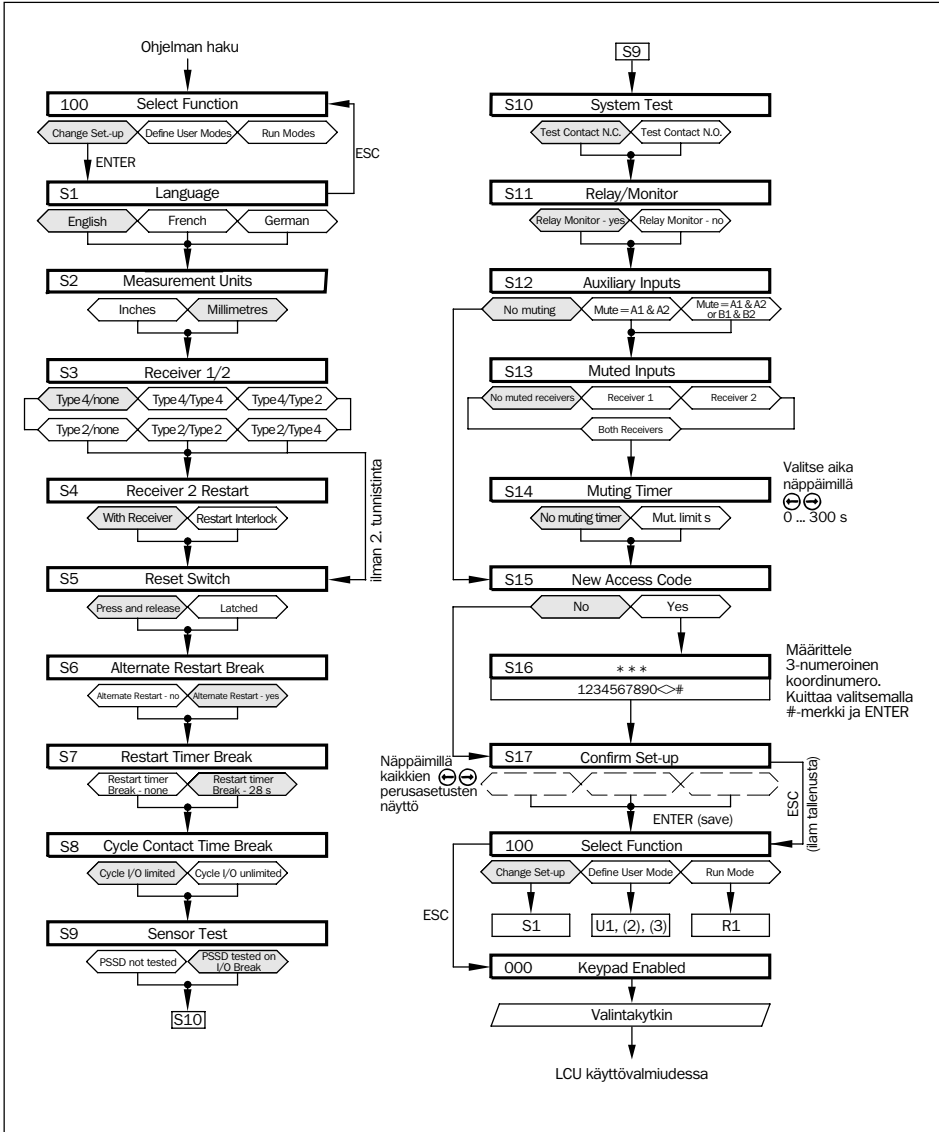 Ohjelman haku
100 Select Function
Change Set.-up Define User Modes Run Modes
ENTER
ESC
S1 Language
English French German
S2 Measurement Units
Inches Millimetres
S3 Receiver 1/2
Type 4/none Type 4/Type 4 Type 4/Type 2
Type 2/none Type 2/Type 2 Type 2/Type 4
ilman 2. tunnistinta
S4 Receiver 2 Restart
With Receiver Restart Interlock
S5 Reset Switch
Press and release Latched
S6 Alternate Restart Break
Alternate Restart - no Alternate Restart - yes
S7 Restart Timer Break
Restart timer
Break - none
Restart timer
Break - 28 s
S8 Cycle Contact Time Break
Cycle I/O limited Cycle I/O unlimited
S9 Sensor Test
PSSD not tested
PSSD tested on
I/O Break
S10
S9
S10 System Test
Test Contact N.C. Test Contact N.O.
S11 Relay/Monitor
Relay Monitor - yes Relay Monitor - no
S12 Auxiliary Inputs
No muting Mute = A1 & A2
Mute = A1 & A2
or B1 & B2
S13 Muted Inputs
No muted receivers Receiver 1 Receiver 2
Both Receivers
S14 Muting Timer
No muting timer Mut. limit s
Valitse aika
näppäimillä
0 ... 300 s
S15 New Access Code
No Yes
S16 * * *
1234567890<>#
Määrittele
3-numeroinen
koordinumero.
Kuittaa valitsemalla
#-merkki ja ENTER
S17 Confirm Set-up
Näppäimillä
kaikkien
perusasetusten
näyttö
ENTER (save)
ESC
(ilam tallenusta)
100 Select Function
Change Set-up Define User Mode Run Mode
ESC
S1 U1, (2), (3) R1
000 Keypad Enabled
Valintakytkin
LCU käyttövalmiudessa